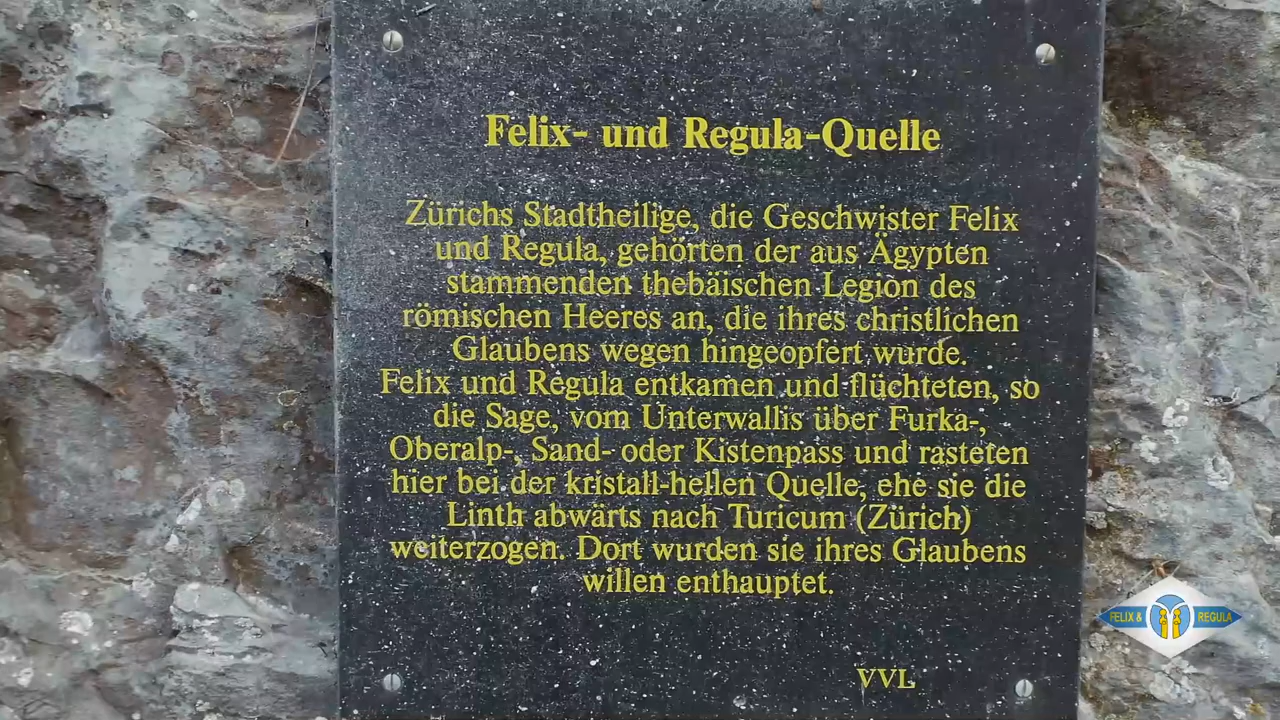 Felix- und Regula-Quelle
Zürichs Stadtheilige, die Geschwister Felix
und Regula, gehörten der aus Ägypten
stammenden thebäischen Legion des
römischen Heeres an, die ihres christlichen
Glaubens wegen hingeopfert wurde.
Felix und Regula entkamen und flüchteten, so
die Sage, vom Unterwallis über Furka-,
Oberalp-, Sand- oder Kistenpass und rasteten
hier bei der kristall-hellen Quelle, ehe sie die
Linth abwärts nach Turicum (Zürich)
weiterzogen. Dort wurden sie ihres Glaubens
willen enthauptet.
VVL
FELIX & REGULA